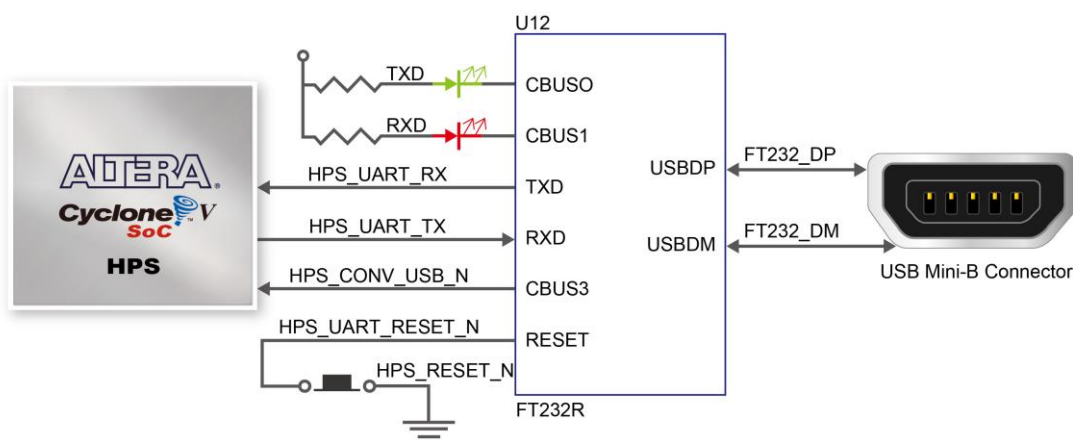 U12
TXD
CBUSO
RXD
CBUS1
HPS_UART_RX
TXD
HPS_UART_TX
RXD
HPS_CONV_USB_N
CBUS3
HPS_UART_RESET_N
RESET
HPS_RESET_N
FT232R
USBDP
FT232_DP
USBDM
FT232_DM
USB Mini-B Connector
ALTERA®
Cyclone™ V
SoC
HPS